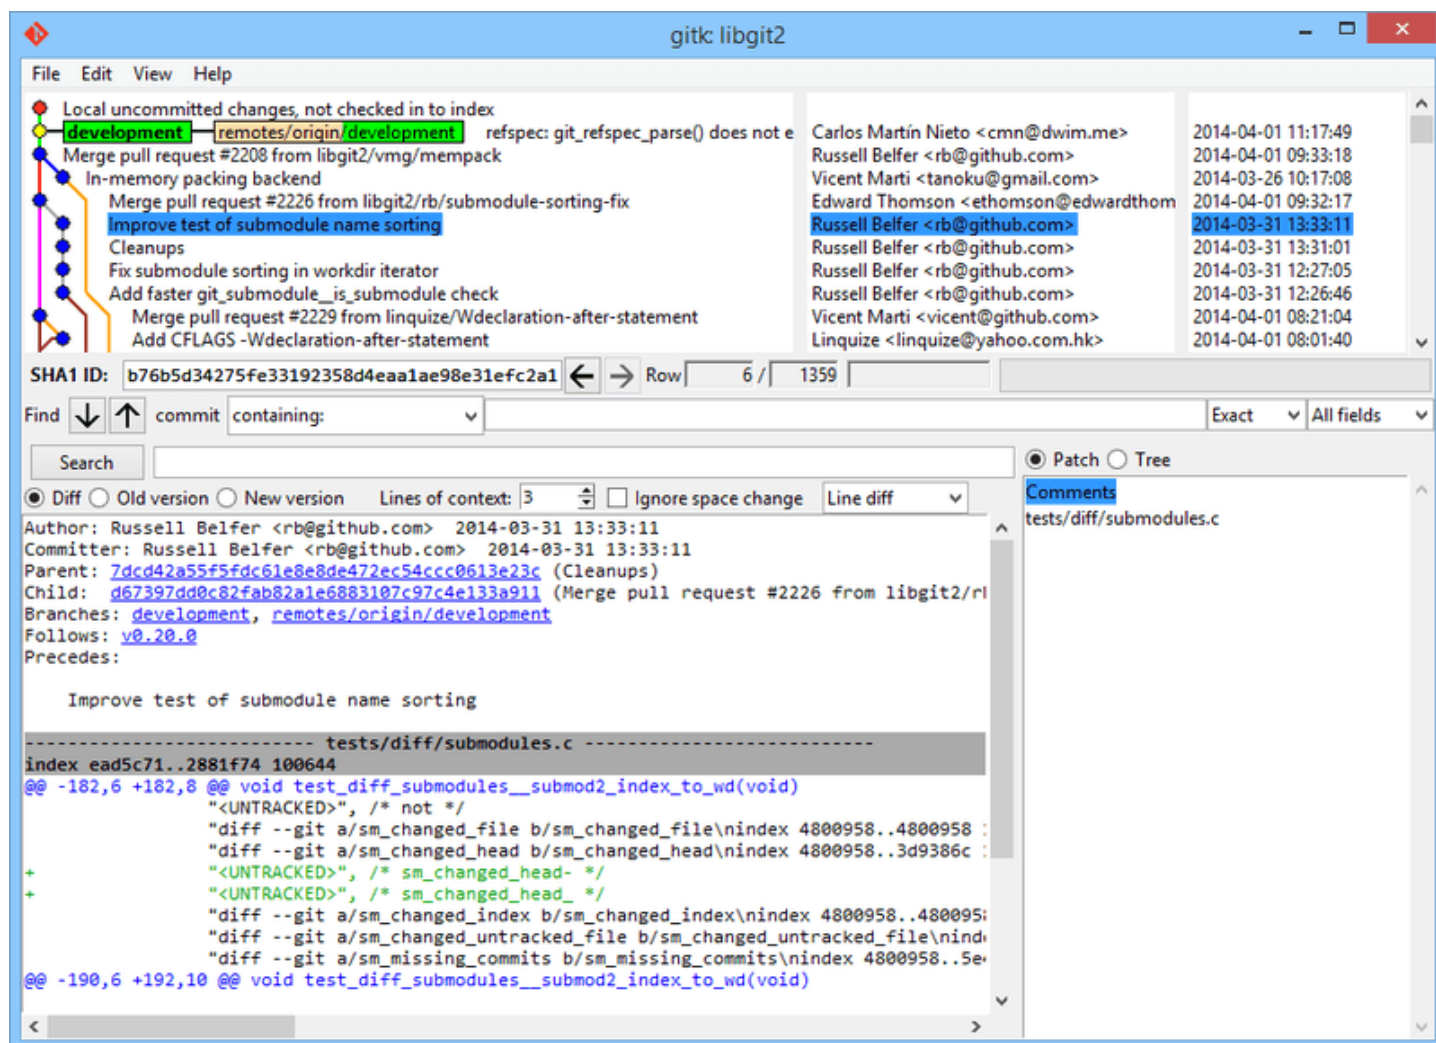 gitk: libgit2
File Edit View Help
Local uncommitted changes, not checked in to index
development remotes/origin/development refspec: git_refspec_parse() does not e Carlos Martín Nieto <cmn@dwim.me> 2014-04-01 11:17:49
Merge pull request #2208 from libgit2/vmg/mempack Russell Belfer <rb@github.com> 2014-04-01 09:33:18
In-memory packing backend Vicent Marti <tanoku@gmail.com> 2014-03-26 10:17:08
Merge pull request #2226 from libgit2/rb/submodule-sorting-fix Edward Thomson <ethomson@edwardthom 2014-04-01 09:32:17
Improve test of submodule name sorting Russell Belfer <rb@github.com> 2014-03-31 13:33:11
Cleanups Russell Belfer <rb@github.com> 2014-03-31 13:31:01
Fix submodule sorting in workdir iterator Russell Belfer <rb@github.com> 2014-03-31 12:27:05
Add faster git_submodule__is_submodule check Russell Belfer <rb@github.com> 2014-03-31 12:26:46
Merge pull request #2229 from linquize/Wdeclaration-after-statement Vicent Marti <vicent@github.com> 2014-04-01 08:21:04
Add CFLAGS -Wdeclaration-after-statement Linquize <linquize@yahoo.com.hk> 2014-04-01 08:01:40
SHA1 ID: b76b5d34275fe33192358d4eaa1ae98e31efc2a1 Row 6 / 1359
Find commit containing: Exact All fields
Search
Patch Tree
Diff Old version New version Lines of context: 3 Ignore space change Line diff
Comments
tests/diff/submodules.c
Author: Russell Belfer <rb@github.com> 2014-03-31 13:33:11
Committer: Russell Belfer <rb@github.com> 2014-03-31 13:33:11
Parent: 7dcd42a55f5fdc61e8e8de472ec54ccc0613e23c (Cleanups)
Child: d67397dd0c82fab82a1e6883107c97c4e133a911 (Merge pull request #2226 from libgit2/r
Branches: development, remotes/origin/development
Follows: v0.20.0
Precedes:
Improve test of submodule name sorting
--------------------------- tests/diff/submodules.c ---------------------------
index ead5c71..2881f74 100644
@@ -182,6 +182,8 @@ void test_diff_submodules__submod2_index_to_wd(void)
"<UNTRACKED>", /* not */
"diff --git a/sm_changed_file b/sm_changed_file\nindex 4800958..4800958
"diff --git a/sm_changed_head b/sm_changed_head\nindex 4800958..3d9386c
+ "<UNTRACKED>", /* sm_changed_head- */
+ "<UNTRACKED>", /* sm_changed_head_ */
"diff --git a/sm_changed_index b/sm_changed_index\nindex 4800958..480095
"diff --git a/sm_changed_untracked_file b/sm_changed_untracked_file\nind
"diff --git a/sm_missing_commits b/sm_missing_commits\nindex 4800958..5e
@@ -190,6 +192,10 @@ void test_diff_submodules__submod2_index_to_wd(void)